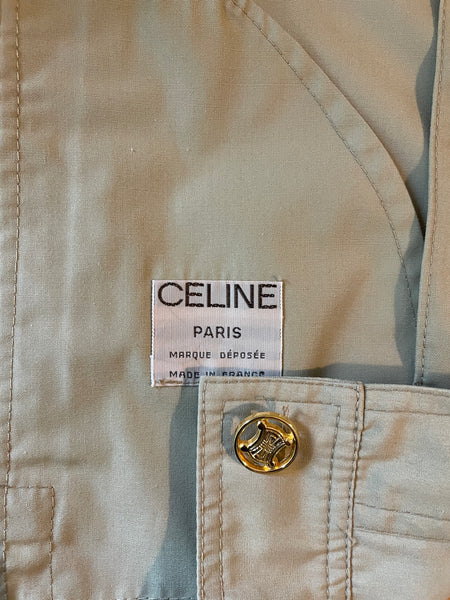 CELINE
PARIS
MARQUE DÉPOSÉE
MADE IN FRANCE